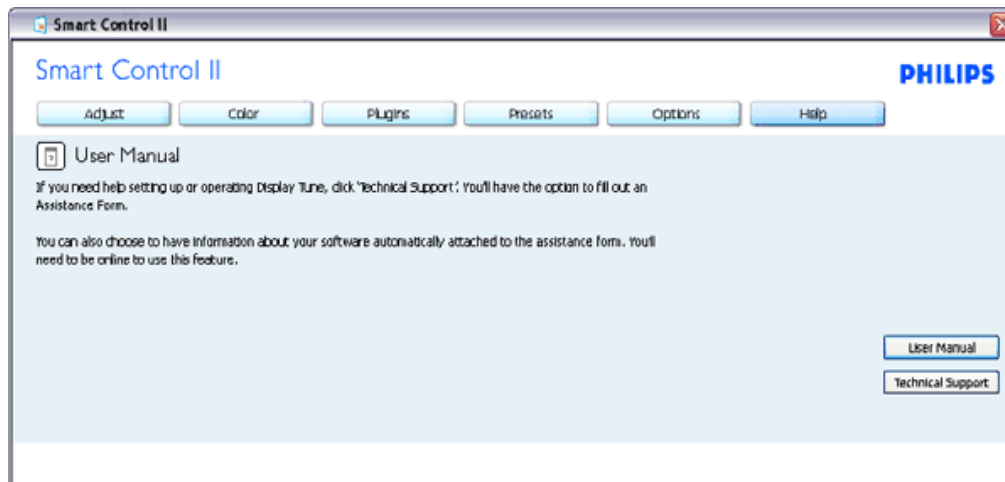 Smart Control II
Smart Control II
PHILIPS
Adjust Color Plugins Presets Options Help
User Manual
If you need help setting up or operating Display Tune, click 'Technical Support'. You'll have the option to fill out an
Assistance Form.
You can also choose to have information about your software automatically attached to the assistance form. You'll
need to be online to use this feature.
User Manual
Technical Support